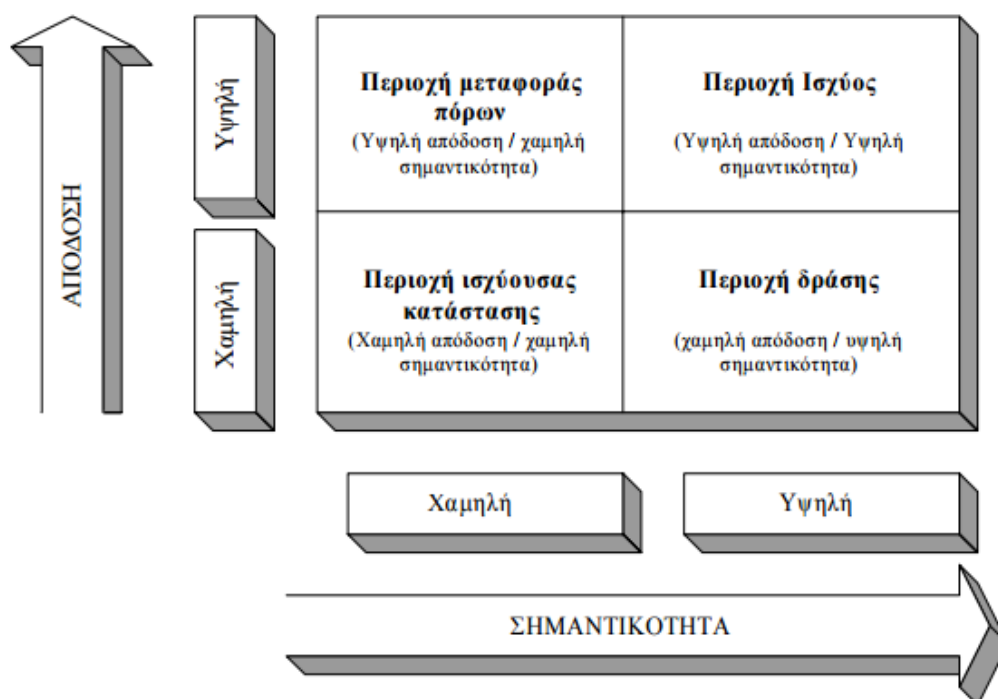 ΑΠΟΔΟΣΗ
Υψηλή
Χαμηλή
Περιοχή μεταφοράς
πόρων
(Υψηλή απόδοση / χαμηλή
σημαντικότητα)
Περιοχή Ισχύος
(Υψηλή απόδοση / Υψηλή
σημαντικότητα)
Περιοχή ισχύουσας
κατάστασης
(Χαμηλή απόδοση / χαμηλή
σημαντικότητα)
Περιοχή δράσης
(χαμηλή απόδοση / υψηλή
σημαντικότητα)
Χαμηλή
Υψηλή
ΣΗΜΑΝΤΙΚΟΤΗΤΑ